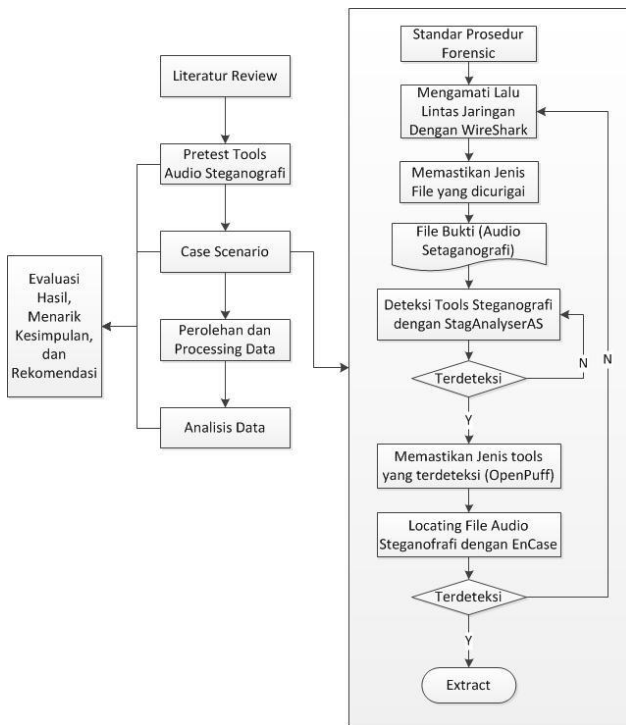 Literatur Review
Pretest Tools
Audio Steganografi
Case Scenario
Perolehan dan
Processing Data
Analisis Data
Evaluasi
Hasil,
Menarik
Kesimpulan,
dan
Rekomendasi
Standar Prosedur
Forensic
Mengamati Lalu
Lintas Jaringan
Dengan WireShark
Memastikan Jenis
File yang dicurigai
File Bukti (Audio
Setaganografi)
Deteksi Tools Steganografi
dengan StagAnalyserAS
Terdeteksi
N
Y
Memastikan Jenis tools
yang terdeteksi (OpenPuff)
Locating File Audio
Steganofrafi dengan EnCase
Terdeteksi
N
Y
Extract